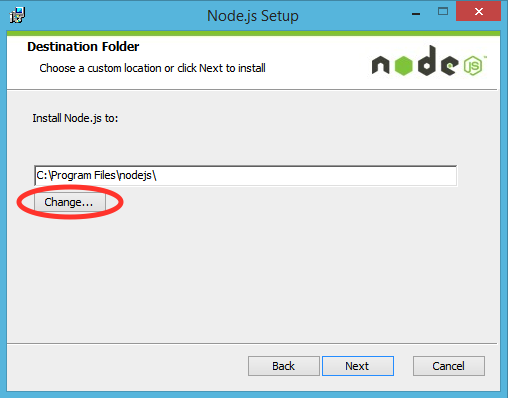 Node.js Setup
Destination Folder
Choose a custom location or click Next to install
node
JS
Install Node.js to:
C:\Program Files\nodejs\
Change...
Back Next Cancel